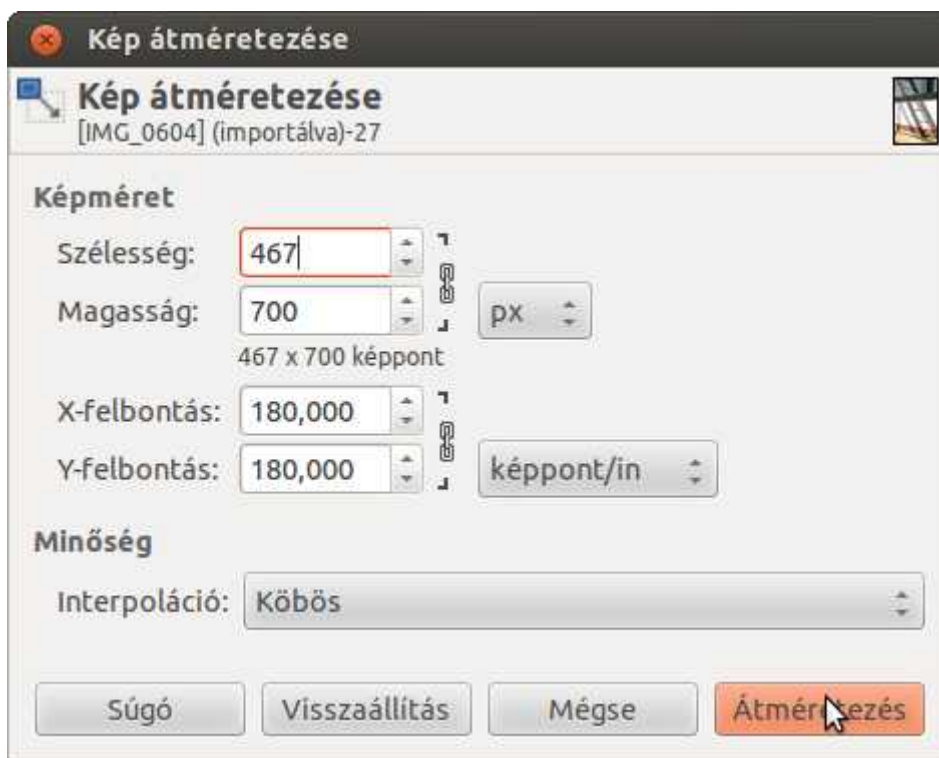 Kép átméretezése
Kép átméretezése
[IMG_0604] (importálva)-27
Képméret
Szélesség: 467
Magasság: 700 px
467 x 700 képpont
X-felbontás: 180,000
Y-felbontás: 180,000 képpont/in
Minőség
Interpoláció: Köbös
Súgó Visszaállítás Mégse Átméretezés